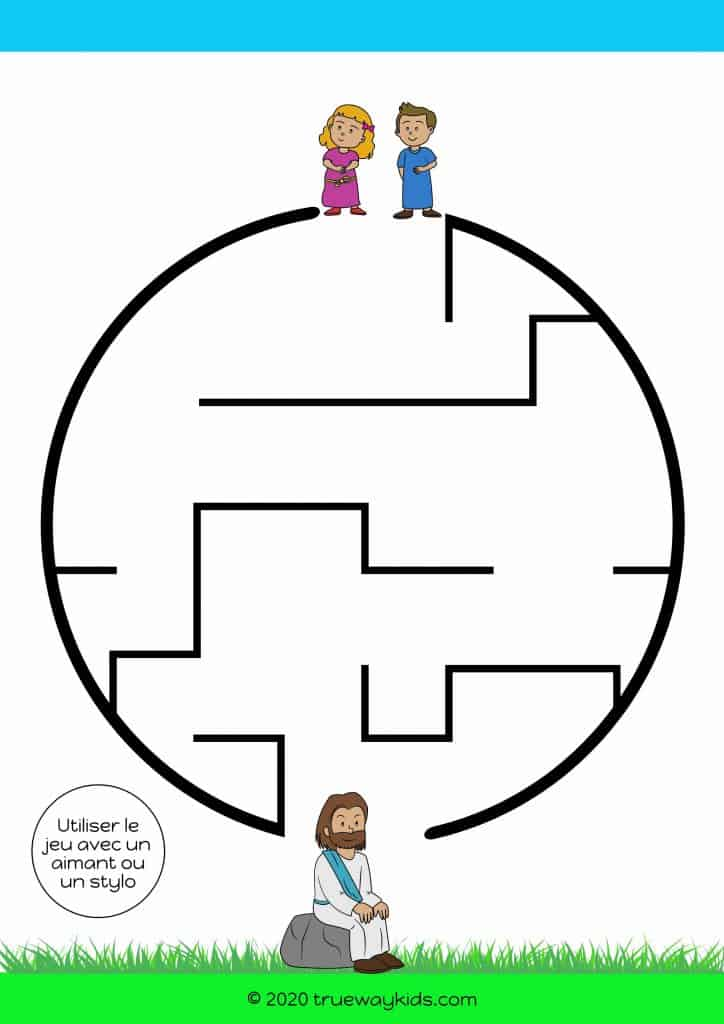 Utiliser le
jeu avec un
aimant ou
un stylo
© 2020 truewaykids.com